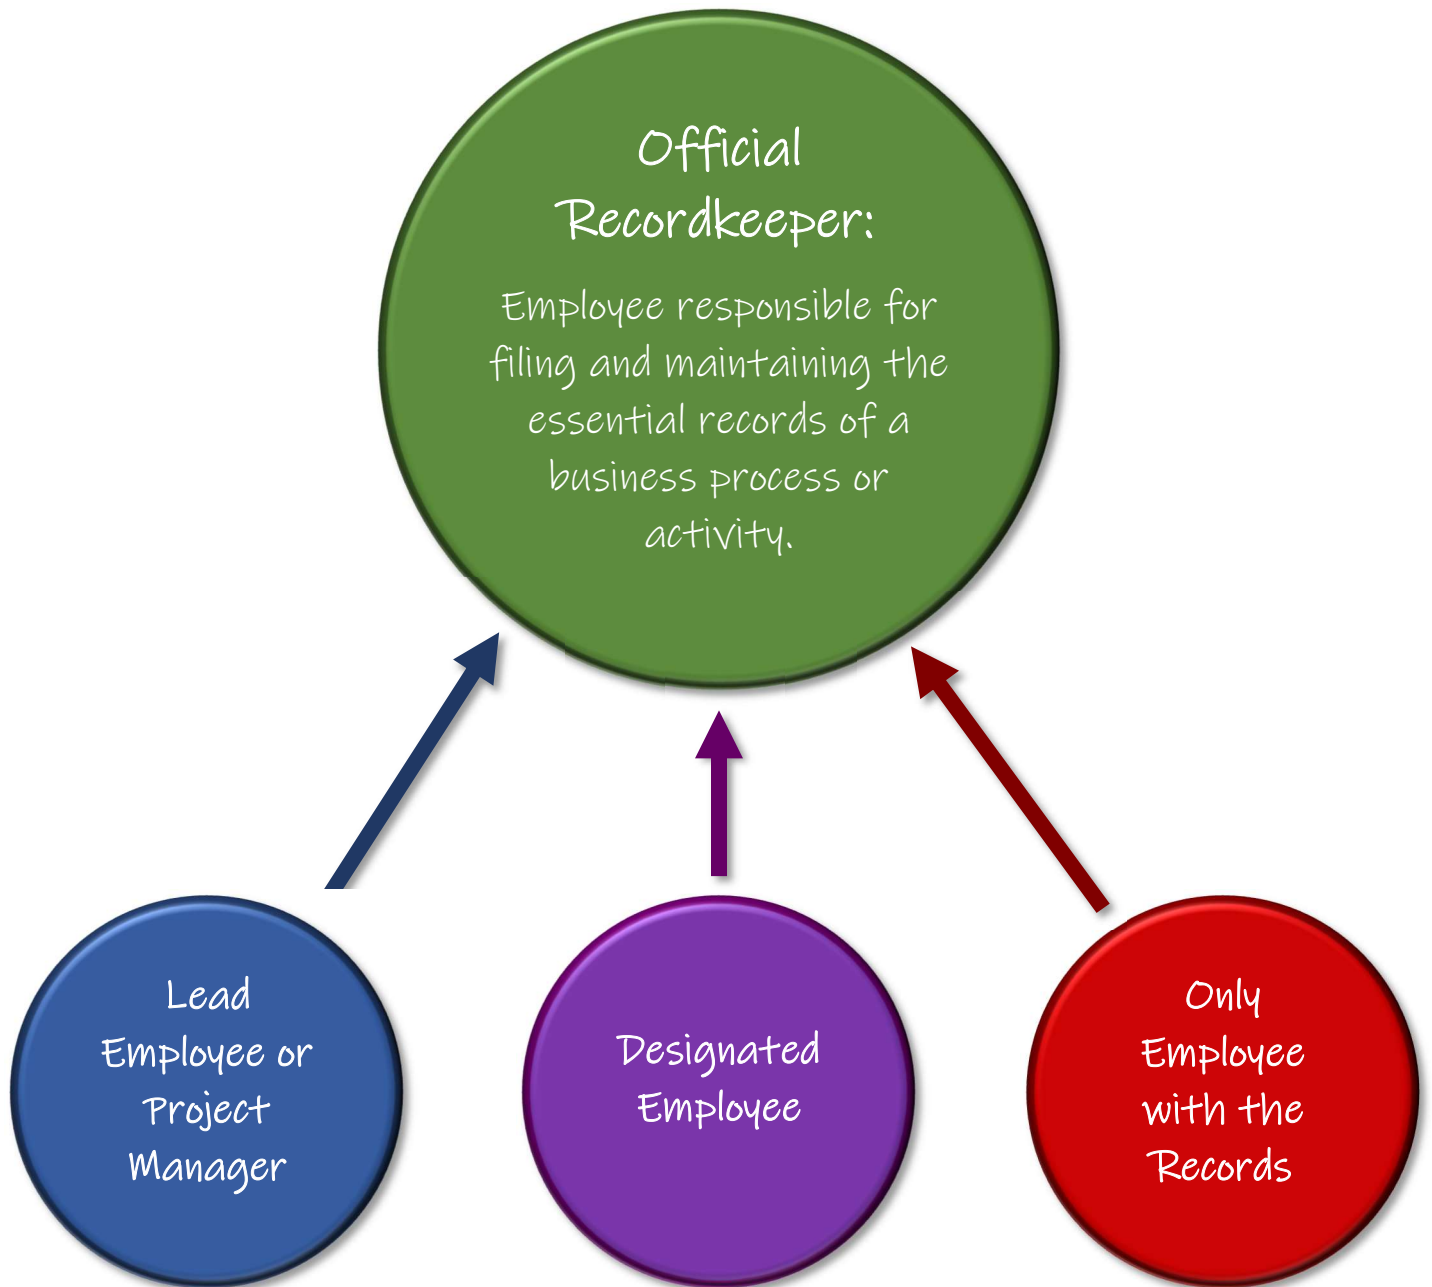 Official
Recordkeeper:
Employee responsible for
filing and maintaining the
essential records of a
business process or
activity.
Lead
Employee or
Project
Manager
Designated
Employee
Only
Employee
with the
Records